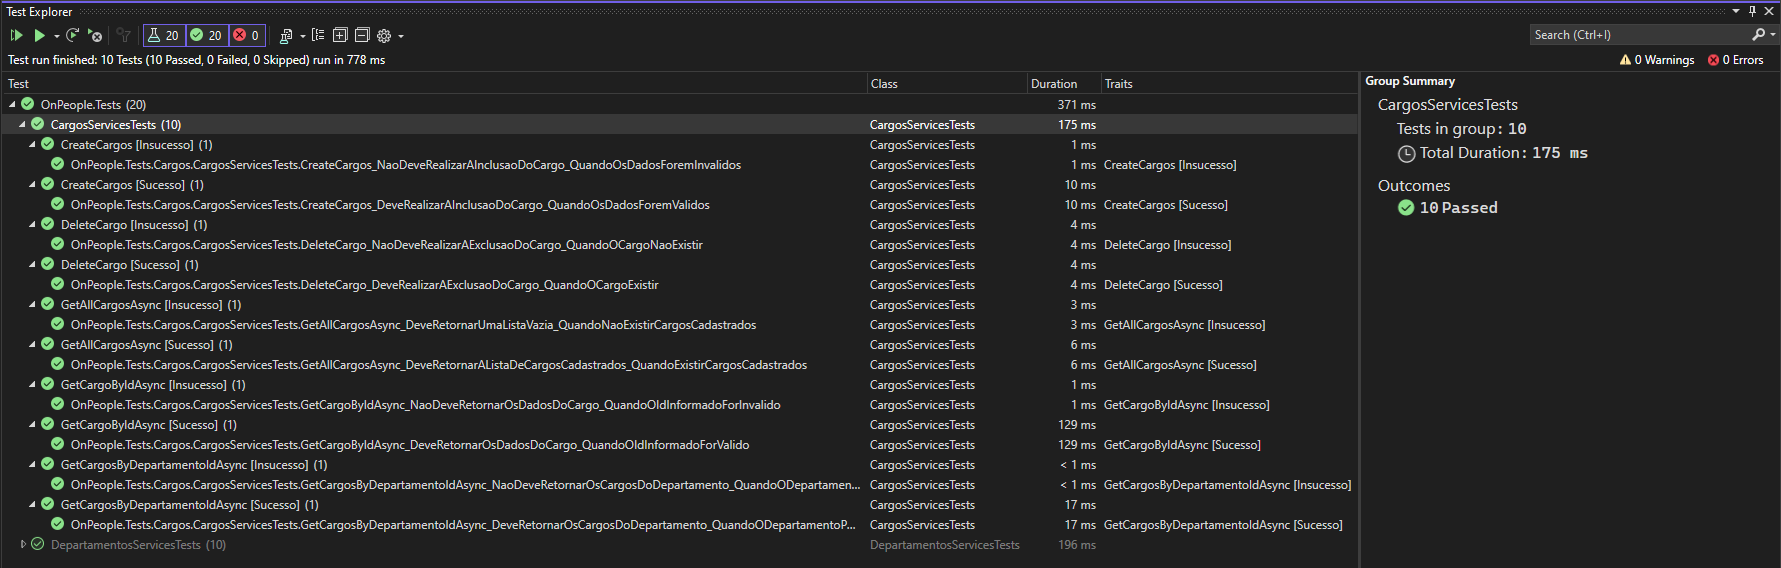 Test Explorer
20 20 0
Search (Ctrl+I)
Test run finished: 10 Tests (10 Passed, 0 Failed, 0 Skipped) run in 778 ms
0 Warnings 0 Errors
Test Class Duration Traits
OnPeople.Tests (20) 371 ms
CargosServicesTests (10) CargosServicesTests 175 ms
CreateCargos [Insucesso] (1) CargosServicesTests 1 ms
OnPeople.Tests.Cargos.CargosServicesTests.CreateCargos_NaoDeveRealizarAInclusaoDoCargo_QuandoOsDadosForemInvalidos CargosServicesTests 1 ms CreateCargos [Insucesso]
CreateCargos [Sucesso] (1) CargosServicesTests 10 ms
OnPeople.Tests.Cargos.CargosServicesTests.CreateCargos_DeveRealizarAInclusaoDoCargo_QuandoOsDadosForemValidos CargosServicesTests 10 ms CreateCargos [Sucesso]
DeleteCargo [Insucesso] (1) CargosServicesTests 4 ms
OnPeople.Tests.Cargos.CargosServicesTests.DeleteCargo_NaoDeveRealizarAExclusaoDoCargo_QuandoOCargoNaoExistir CargosServicesTests 4 ms DeleteCargo [Insucesso]
DeleteCargo [Sucesso] (1) CargosServicesTests 4 ms
OnPeople.Tests.Cargos.CargosServicesTests.DeleteCargo_DeveRealizarAExclusaoDoCargo_QuandoOCargoExistir CargosServicesTests 4 ms DeleteCargo [Sucesso]
GetAllCargosAsync [Insucesso] (1) CargosServicesTests 3 ms
OnPeople.Tests.Cargos.CargosServicesTests.GetAllCargosAsync_DeveRetornarUmaListaVazia_QuandoNaoExistirCargosCadastrados CargosServicesTests 3 ms GetAllCargosAsync [Insucesso]
GetAllCargosAsync [Sucesso] (1) CargosServicesTests 6 ms
OnPeople.Tests.Cargos.CargosServicesTests.GetAllCargosAsync_DeveRetornarAListaDeCargosCadastrados_QuandoExistirCargosCadastrados CargosServicesTests 6 ms GetAllCargosAsync [Sucesso]
GetCargoByIdAsync [Insucesso] (1) CargosServicesTests 1 ms
OnPeople.Tests.Cargos.CargosServicesTests.GetCargoByIdAsync_NaoDeveRetornarOsDadosDoCargo_QuandoOIdInformadoForInvalido CargosServicesTests 1 ms GetCargoByIdAsync [Insucesso]
GetCargoByIdAsync [Sucesso] (1) CargosServicesTests 129 ms
OnPeople.Tests.Cargos.CargosServicesTests.GetCargoByIdAsync_DeveRetornarOsDadosDoCargo_QuandoOIdInformadoForValido CargosServicesTests 129 ms GetCargoByIdAsync [Sucesso]
GetCargosByDepartamentoIdAsync [Insucesso] (1) CargosServicesTests < 1 ms
OnPeople.Tests.Cargos.CargosServicesTests.GetCargosByDepartamentoIdAsync_NaoDeveRetornarOsCargosDoDepartamento_QuandoODepartamen... CargosServicesTests < 1 ms GetCargosByDepartamentoIdAsync [Insucesso]
GetCargosByDepartamentoIdAsync [Sucesso] (1) CargosServicesTests 17 ms
OnPeople.Tests.Cargos.CargosServicesTests.GetCargosByDepartamentoIdAsync_DeveRetornarOsCargosDoDepartamento_QuandoODepartamentoP... CargosServicesTests 17 ms GetCargosByDepartamentoIdAsync [Sucesso]
DepartamentosServicesTests (10) DepartamentosServicesTests 196 ms
Group Summary
CargosServicesTests
Tests in group: 10
Total Duration: 175 ms
Outcomes
10 Passed